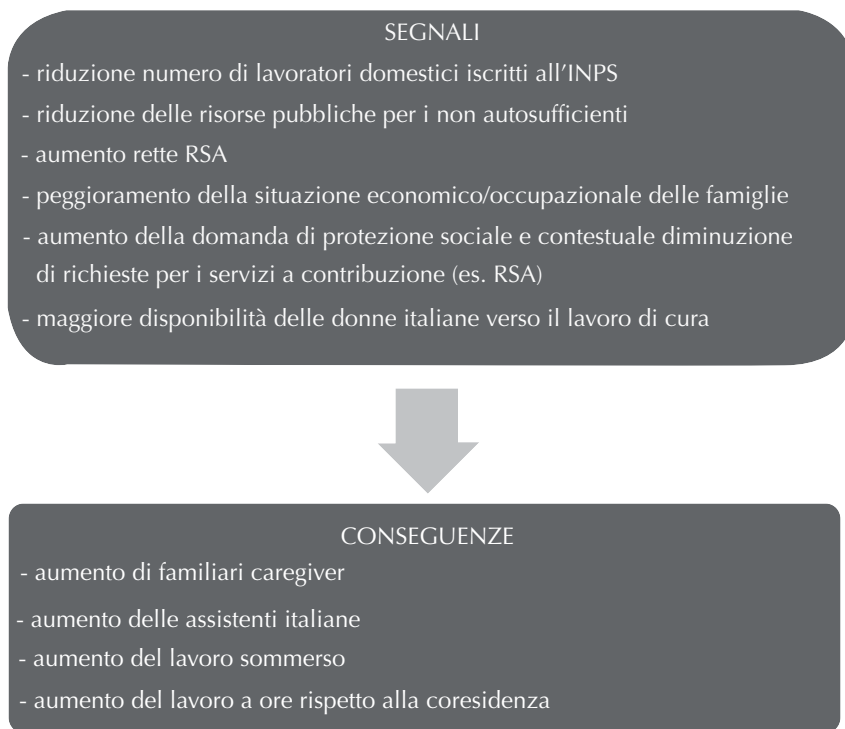 SEGNALI
- riduzione numero di lavoratori domestici iscritti all’INPS
- riduzione delle risorse pubbliche per i non autosufficienti
- aumento rette RSA
- peggioramento della situazione economico/occupazionale delle famiglie
- aumento della domanda di protezione sociale e contestuale diminuzione
di richieste per i servizi a contribuzione (es. RSA)
- maggiore disponibilità delle donne italiane verso il lavoro di cura
CONSEGUENZE
- aumento di familiari caregiver
- aumento delle assistenti italiane
- aumento del lavoro sommerso
- aumento del lavoro a ore rispetto alla coresidenza